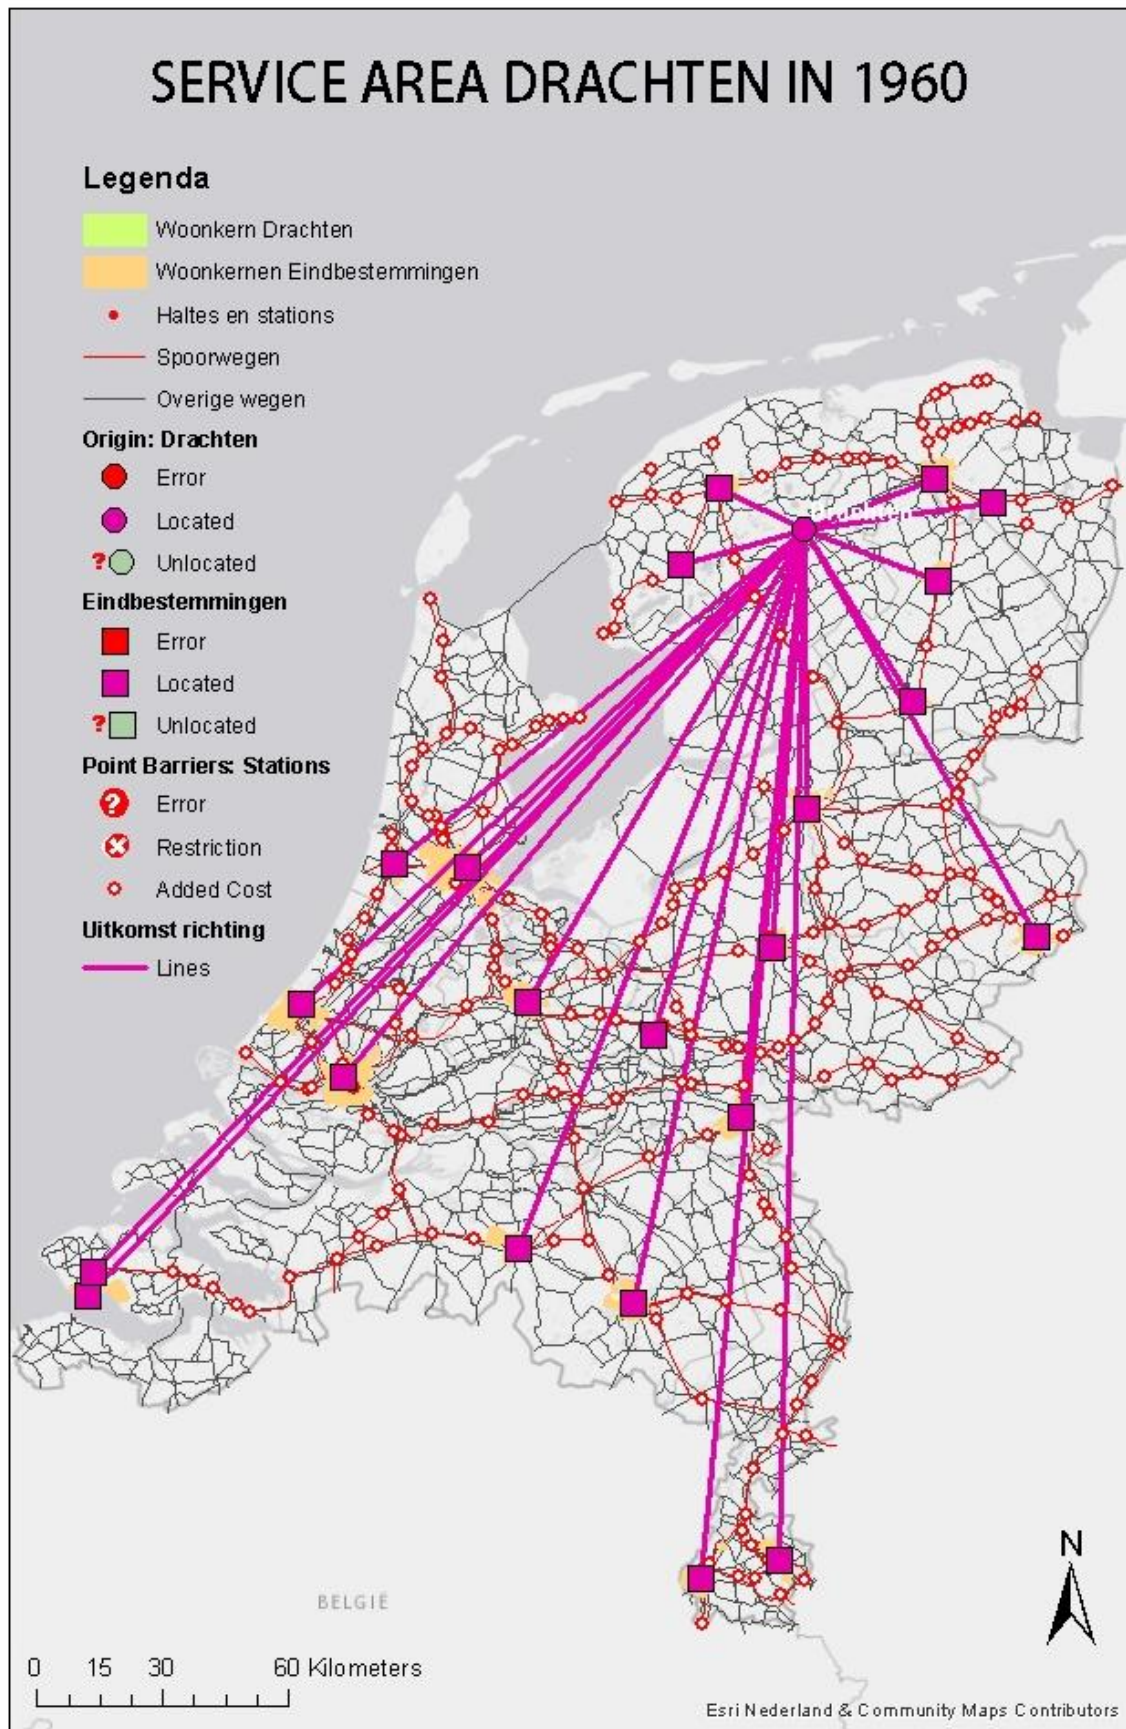 SERVICE AREA DRACHTEN IN 1960
Legenda
Woonkern Drachten
Woonkernen Eindbestemmingen
Haltes en stations
Spoorwegen
Overige wegen
Origin: Drachten
Error
Located
? Unlocated
Eindbestemmingen
Error
Located
? Unlocated
Point Barriers: Stations
? Error
Restriction
Added Cost
Uitkomst richting
Lines
Drachten
BELGIË
N
0 15 30 60 Kilometers
Esri Nederland & Community Maps Contributors